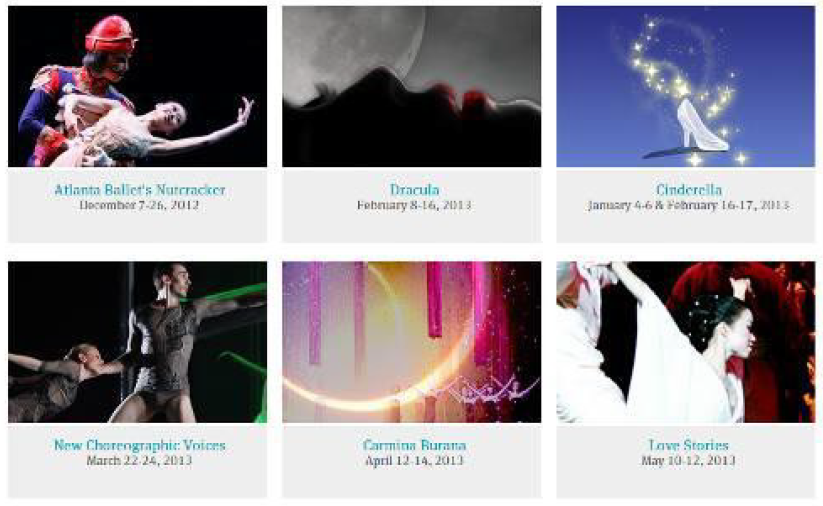 Atlanta Ballet's Nutcracker
December 7-26, 2012
Dracula
February 8-16, 2013
Cinderella
January 4-6 & February 16-17, 2013
New Choreographic Voices
March 22-24, 2013
Carmina Burana
April 12-14, 2013
Love Stories
May 10-12, 2013